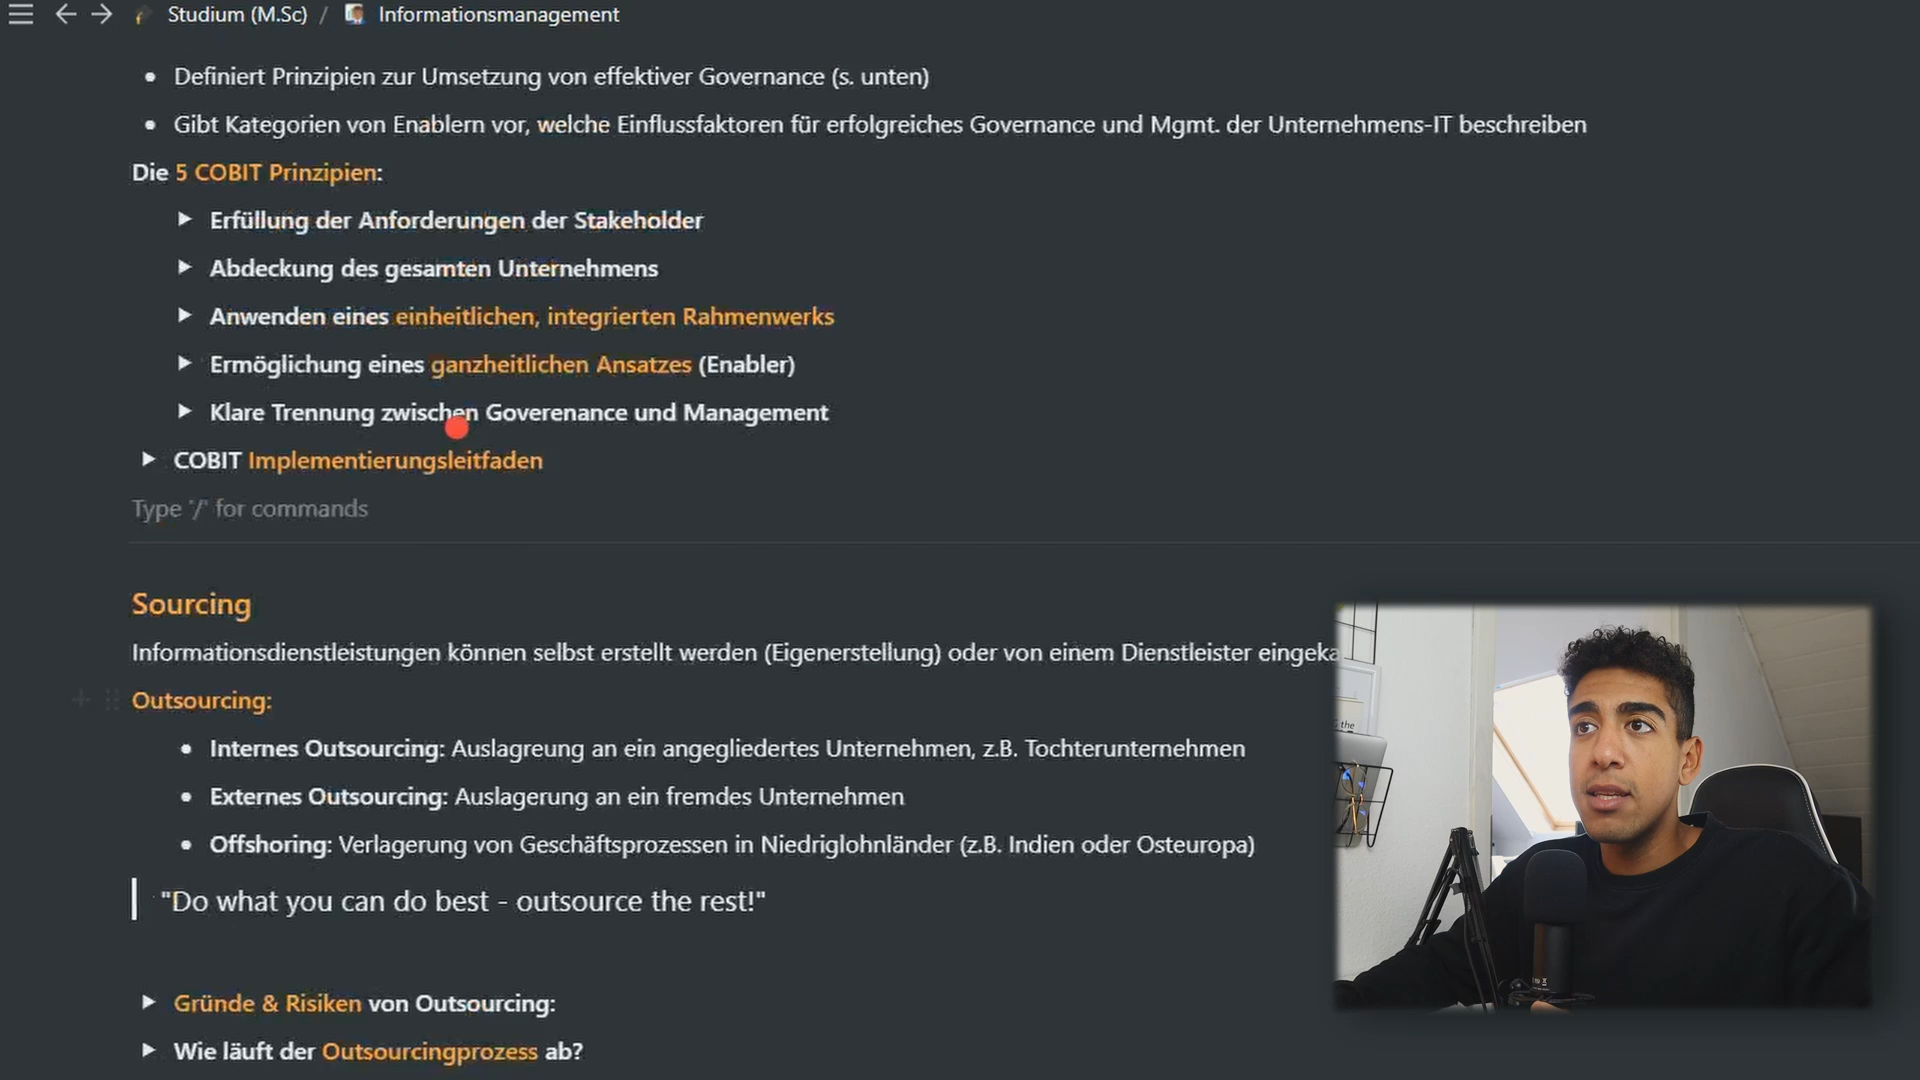 Studium (M.Sc) / Informationsmanagement
Definiert Prinzipien zur Umsetzung von effektiver Governance (s. unten)
Gibt Kategorien von Enablern vor, welche Einflussfaktoren für erfolgreiches Governance und Mgmt. der Unternehmens-IT beschreiben
Die 5 COBIT Prinzipien:
Erfüllung der Anforderungen der Stakeholder
Abdeckung des gesamten Unternehmens
Anwenden eines einheitlichen, integrierten Rahmenwerks
Ermöglichung eines ganzheitlichen Ansatzes (Enabler)
Klare Trennung zwischen Goverenance und Management
COBIT Implementierungsleitfaden
Type '/' for commands
Sourcing
Informationsdienstleistungen können selbst erstellt werden (Eigenerstellung) oder von einem Dienstleister eingeka
Outsourcing:
Internes Outsourcing: Auslagreung an ein angegliedertes Unternehmen, z.B. Tochterunternehmen
Externes Outsourcing: Auslagerung an ein fremdes Unternehmen
Offshoring: Verlagerung von Geschäftsprozessen in Niedriglohnländer (z.B. Indien oder Osteuropa)
"Do what you can do best - outsource the rest!"
Gründe & Risiken von Outsourcing:
Wie läuft der Outsourcingprozess ab?
the